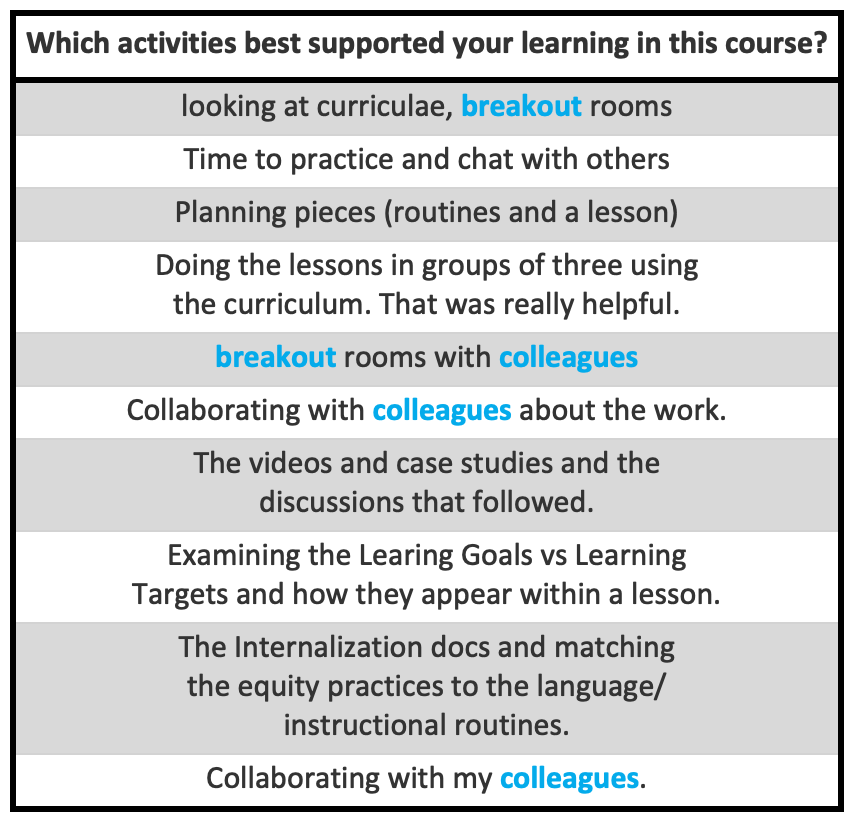 Which activities best supported your learning in this course?
looking at curriculae, breakout rooms
Time to practice and chat with others
Planning pieces (routines and a lesson)
Doing the lessons in groups of three using
the curriculum. That was really helpful.
breakout rooms with colleagues
Collaborating with colleagues about the work.
The videos and case studies and the
discussions that followed.
Examining the Learing Goals vs Learning
Targets and how they appear within a lesson.
The Internalization docs and matching
the equity practices to the language/
instructional routines.
Collaborating with my colleagues.